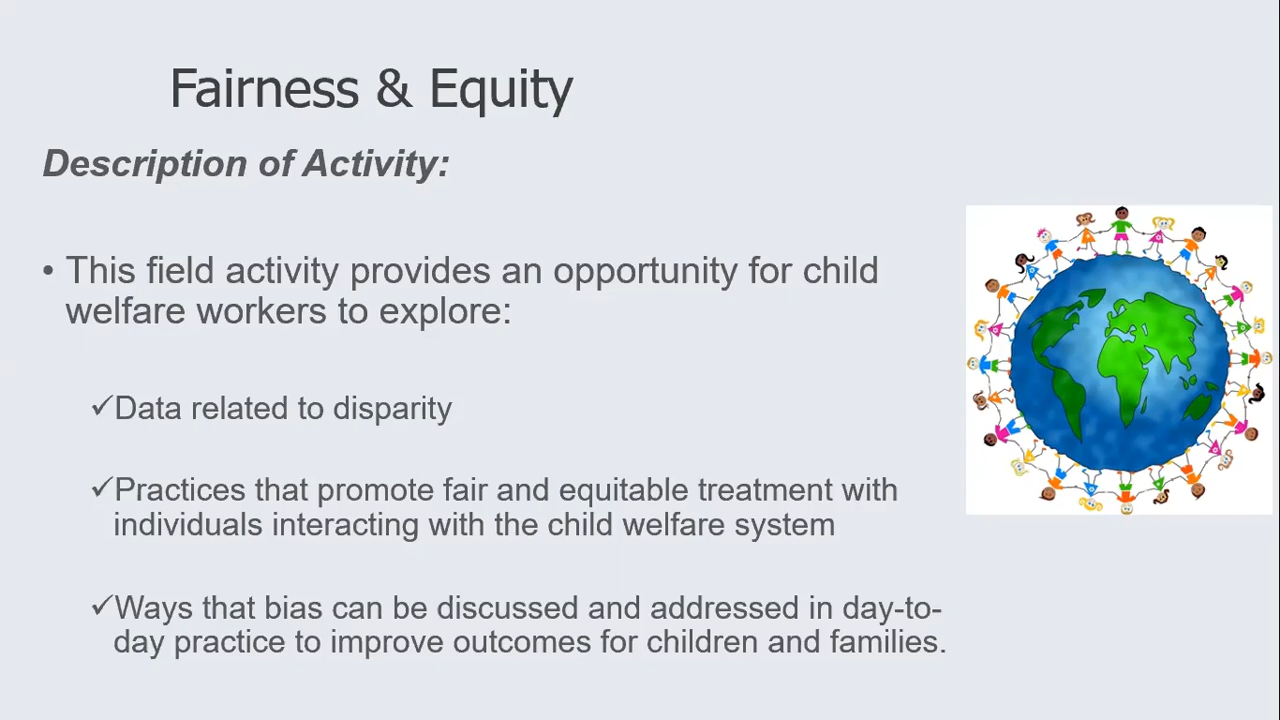 Fairness & Equity
Description of Activity:
• This field activity provides an opportunity for child
welfare workers to explore:
✓Data related to disparity
✓Practices that promote fair and equitable treatment with
individuals interacting with the child welfare system
✓Ways that bias can be discussed and addressed in day-to-
day practice to improve outcomes for children and families.